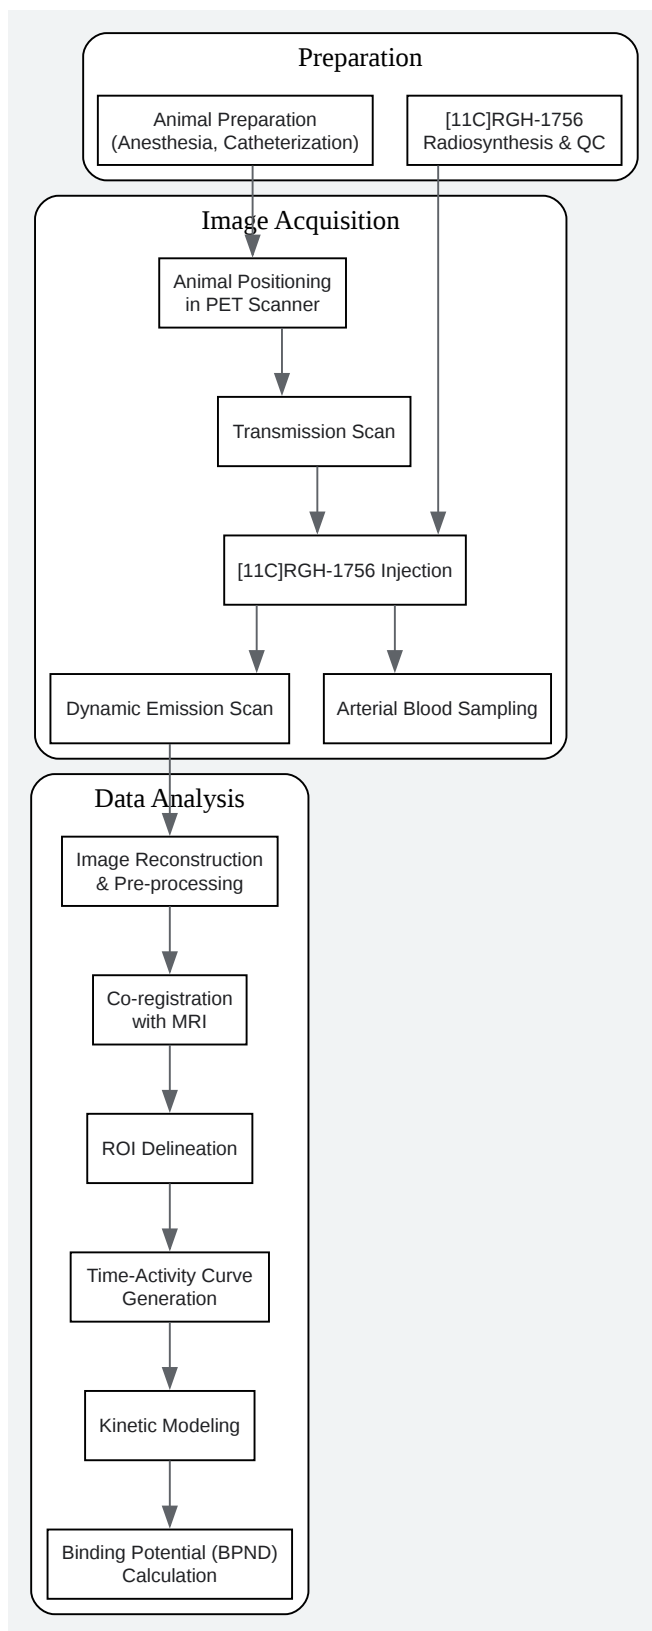 Preparation
Animal Preparation
(Anesthesia, Catheterization)
[11C]RGH-1756
Radiosynthesis & QC
Image Acquisition
Animal Positioning
in PET Scanner
Transmission Scan
[11C]RGH-1756 Injection
Dynamic Emission Scan
Arterial Blood Sampling
Data Analysis
Image Reconstruction
& Pre-processing
Co-registration
with MRI
ROI Delineation
Time-Activity Curve
Generation
Kinetic Modeling
Binding Potential (BPND)
Calculation